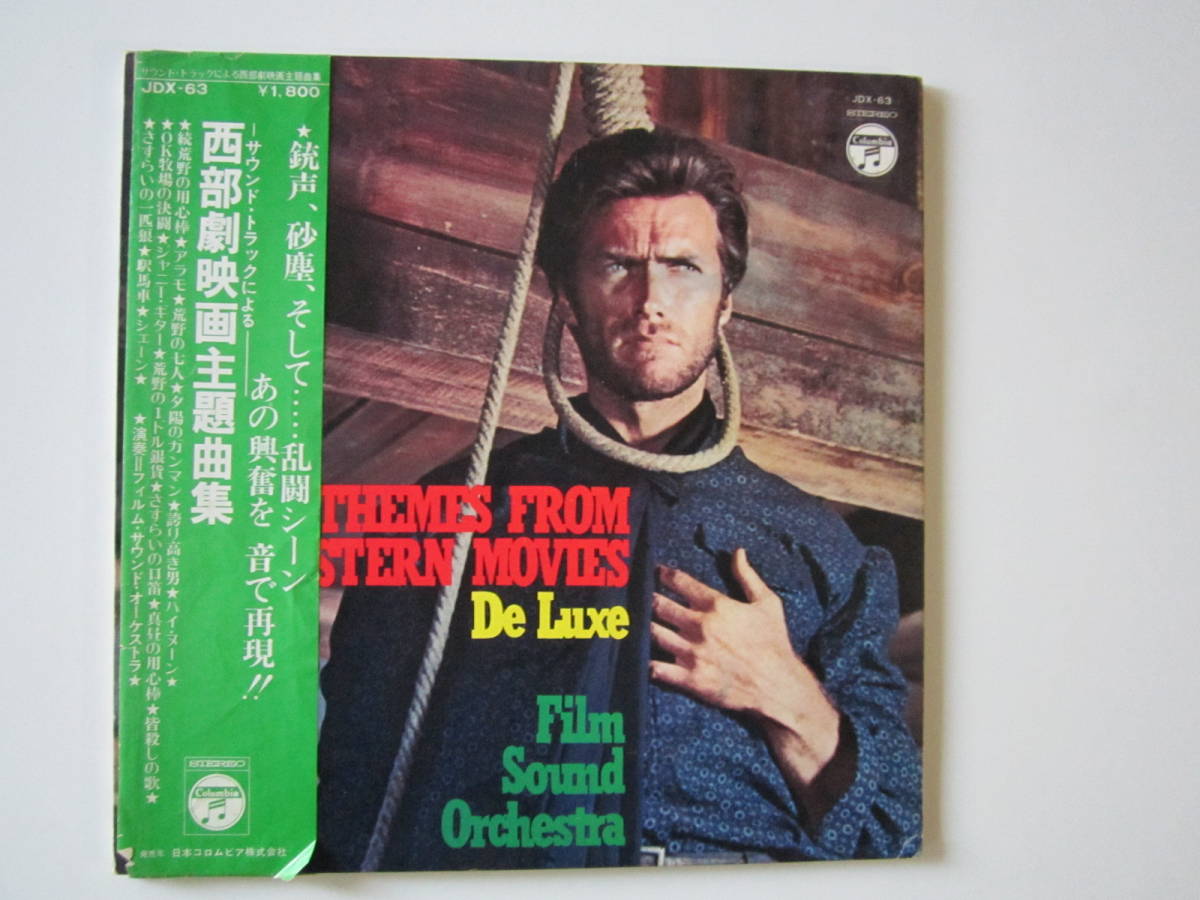 サウンド・トラックによる西部劇映画主題曲集
JDX-63 ¥1,800
★銃声、砂塵、そして……乱闘シーン
あの興奮を 音で再現!!
―サウンド・トラックによる―
西部劇映画主題曲集
★続荒野の用心棒★アラモ★荒野の七人★夕陽のガンマン★誇り高き男★ハイ・ヌーン★
★OK牧場の決闘★ジャニー・ギター★荒野の1ドル銀貨★さすらいの口笛★真昼の用心棒★皆殺しの歌★
★さすらいの一匹狼★駅馬車★シェーン★ ★演奏=フィルム・サウンド・オーケストラ★
STEREO
Columbia
発売元 日本コロムビア株式会社
JDX-63
STEREO
Columbia
THEMES FROM
STERN MOVIES
De Luxe
Film
Sound
Orchestra